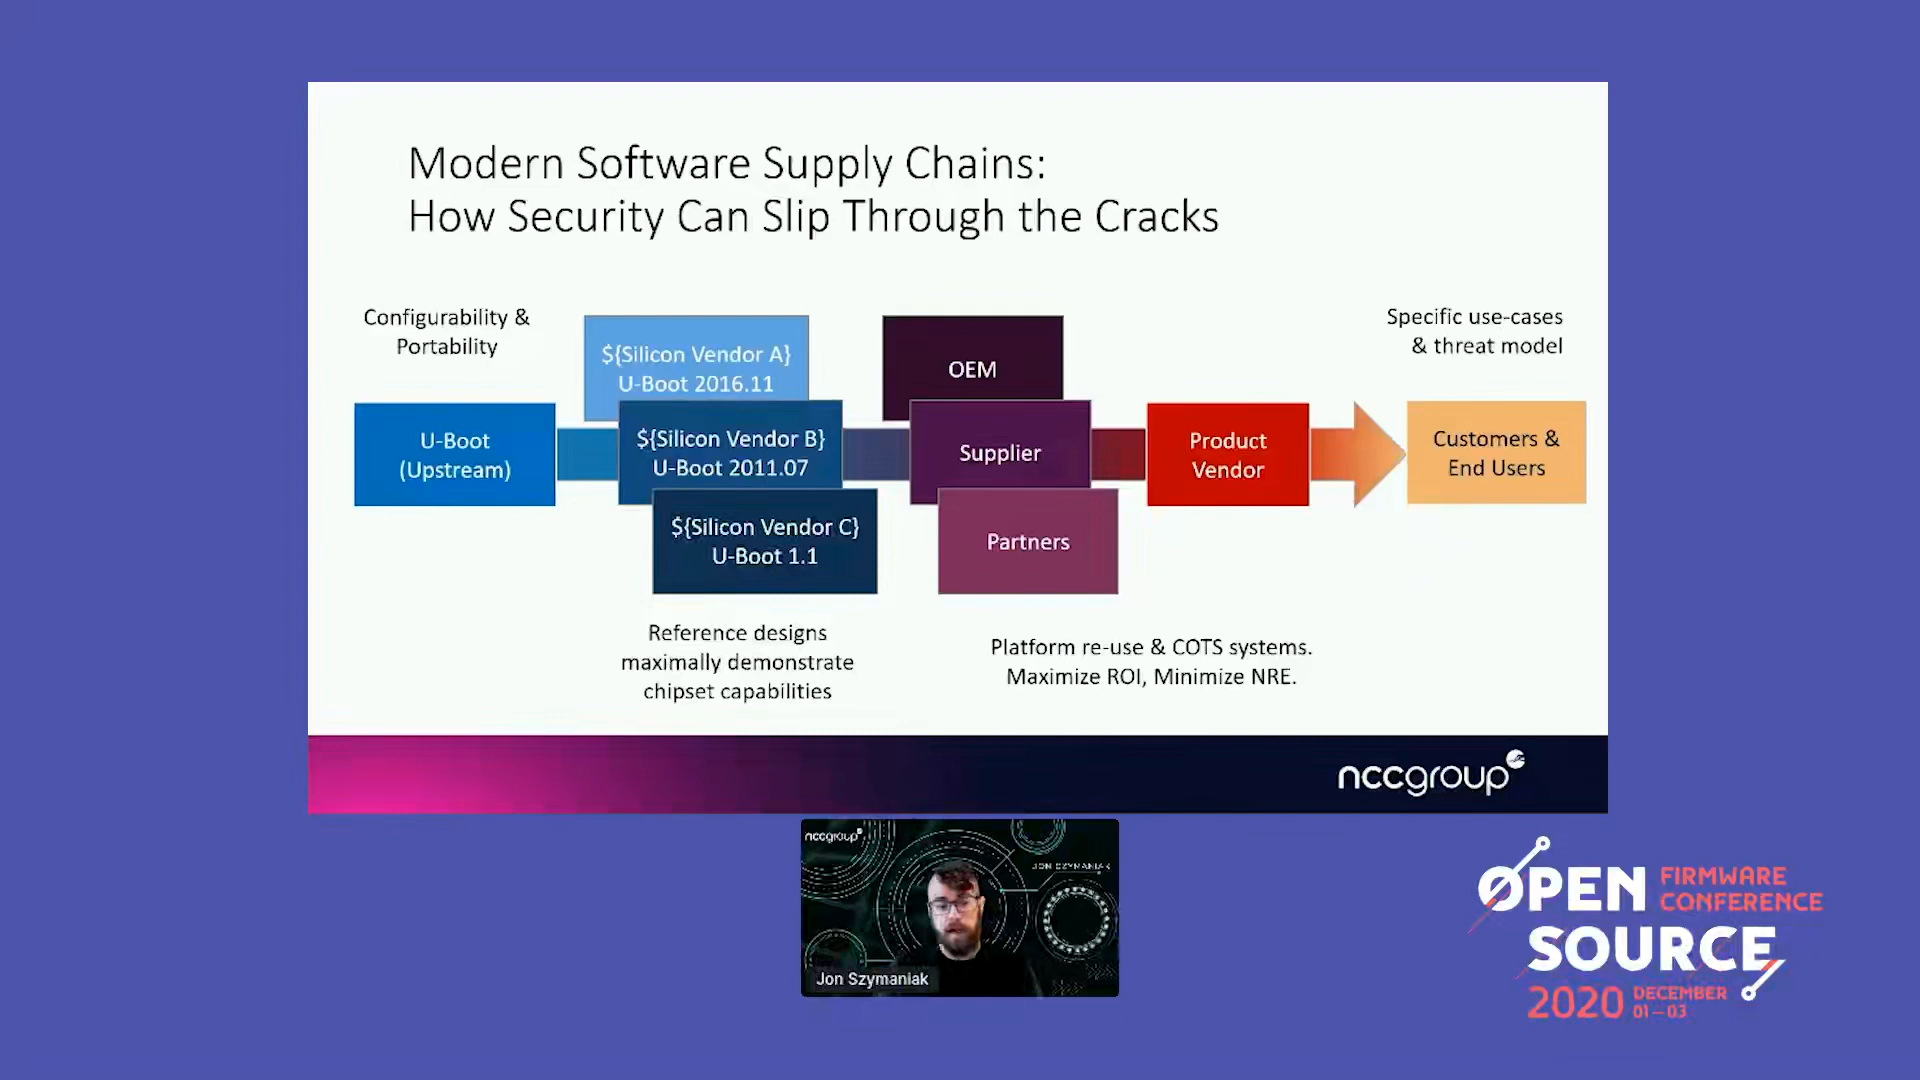 Modern Software Supply Chains:
How Security Can Slip Through the Cracks
Configurability &
Portability
U-Boot
(Upstream)
${Silicon Vendor A}
U-Boot 2016.11
${Silicon Vendor B}
U-Boot 2011.07
${Silicon Vendor C}
U-Boot 1.1
Reference designs
maximally demonstrate
chipset capabilities
OEM
Supplier
Partners
Platform re-use & COTS systems.
Maximize ROI, Minimize NRE.
Product
Vendor
Specific use-cases
& threat model
Customers &
End Users
nccgroup
nccgroup
JON SZYMANIAK
Jon Szymaniak
OPEN
FIRMWARE
CONFERENCE
SOURCE
2020
DECEMBER
01—03